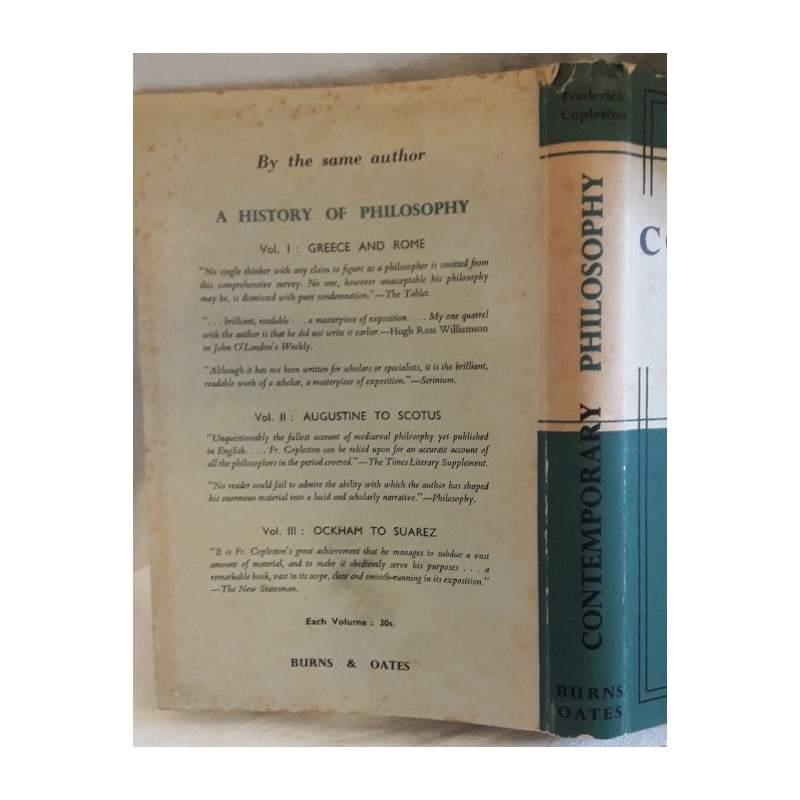 By the same author
A HISTORY OF PHILOSOPHY
Vol. I : GREECE AND ROME
"No single thinker with any claim to figure as a philosopher is omitted from
this comprehensive survey. No one, however unacceptable his philosophy
may be, is dismissed with pure condemnation."—The Tablet.
". . . brilliant, readable . . . a masterpiece of exposition. . . . My one quarrel
with the author is that he did not write it earlier.—Hugh Ross Williamson
in John O'London's Weekly.
"Although it has not been written for scholars or specialists, it is the brilliant,
readable work of a scholar, a masterpiece of exposition."—Scrinium.
Vol. II : AUGUSTINE TO SCOTUS
"Unquestionably the fullest account of mediaeval philosophy yet published
in English. . . . Fr. Copleston can be relied upon for an accurate account of
all the philosophers in the period covered."—The Times Literary Supplement.
"No reader could fail to admire the ability with which the author has shaped
his enormous material into a lucid and scholarly narrative."—Philosophy.
Vol. III : OCKHAM TO SUAREZ
"It is Fr. Copleston's great achievement that he manages to subdue a vast
amount of material, and to make it obediently serve his purposes . . . a
remarkable book, vast in its scope, clear and smooth-running in its exposition."
—The New Statesman.
Each Volume : 30s.
BURNS & OATES
Frederick
Copleston
CONTEMPORARY PHILOSOPHY
BURNS
OATES
C